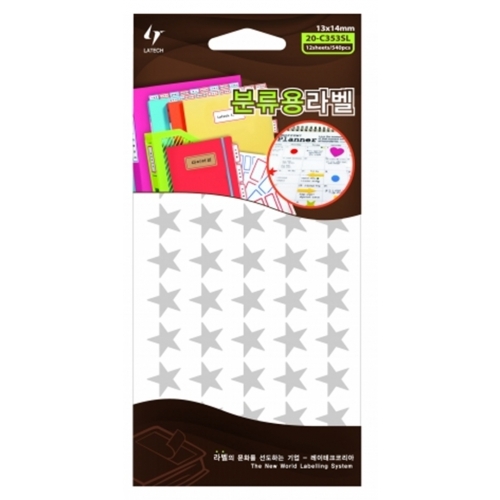 LATECH
13x14mm
20-C353SL
12sheets/540pcs
분류용라벨
Planner
라벨의 문화를 선도하는 기업 - 레이테크코리아
The New World Labelling System